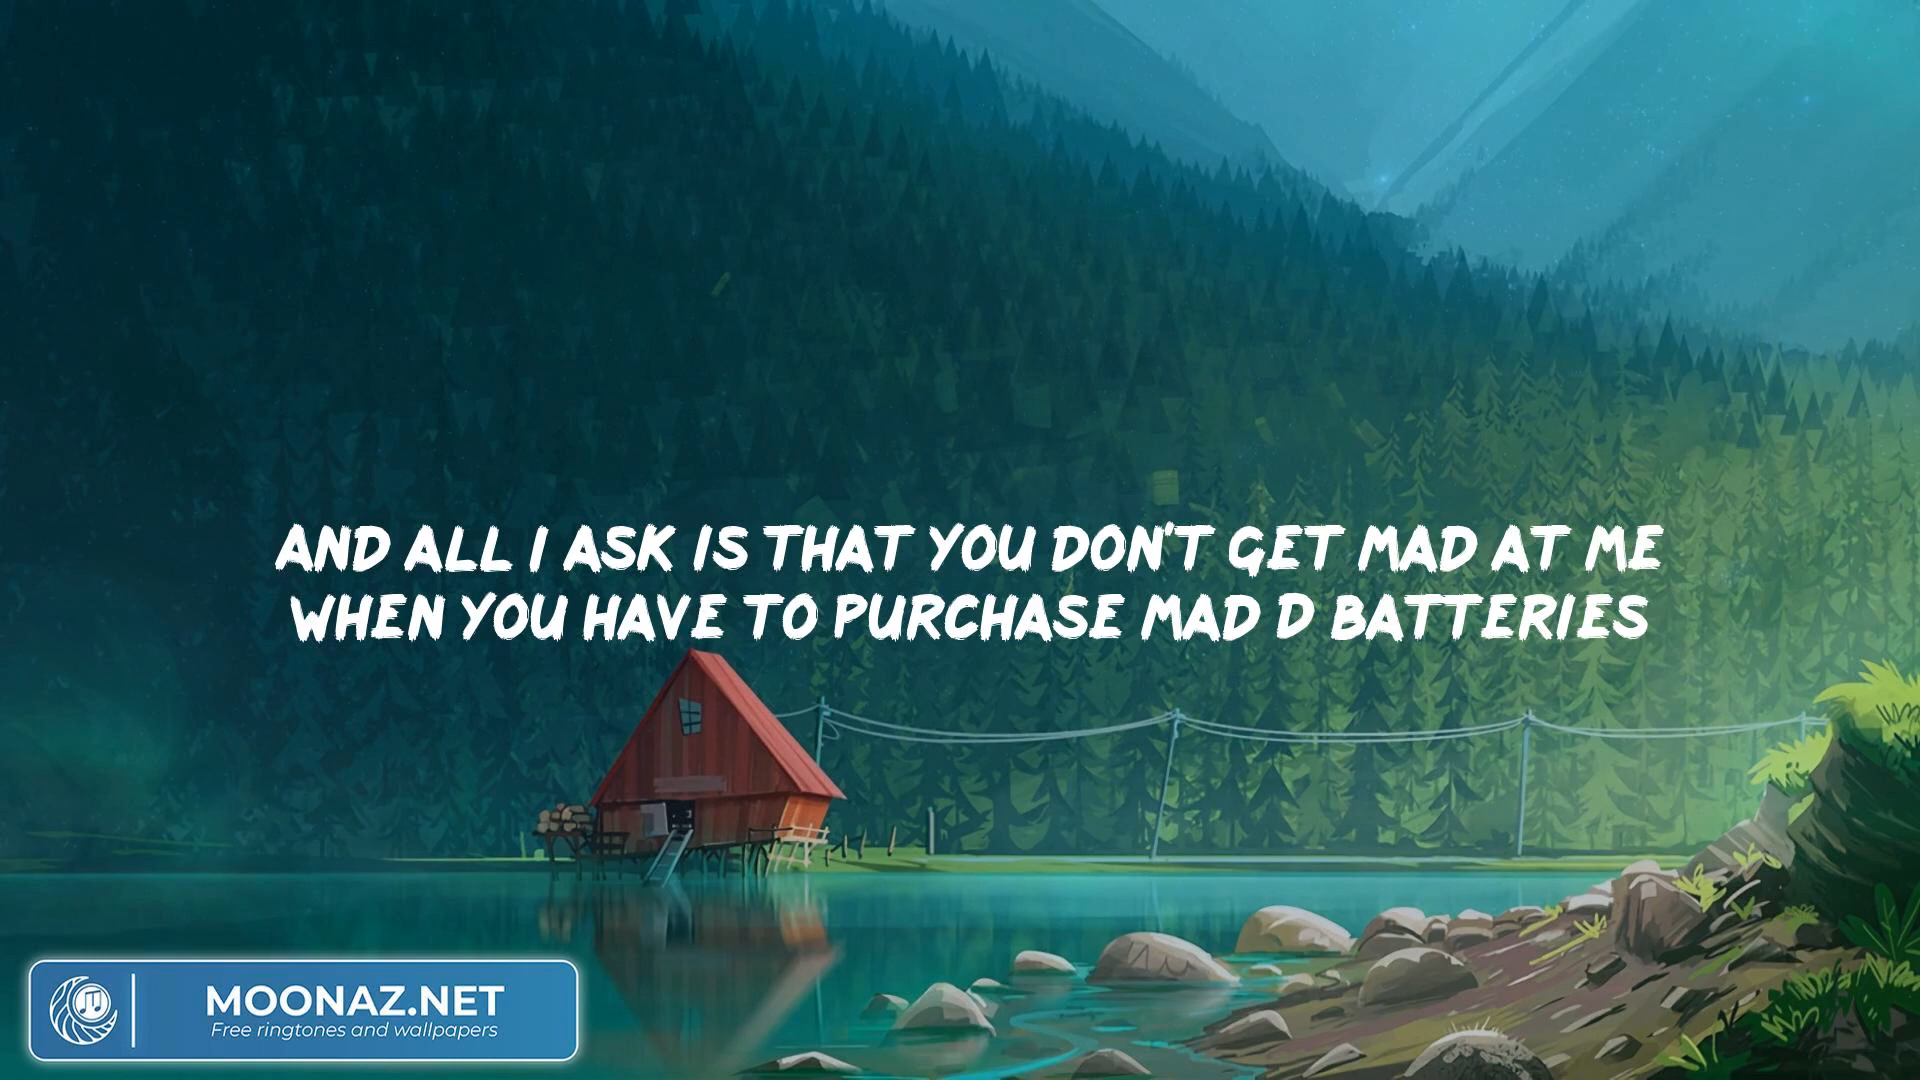 AND ALL I ASK IS THAT YOU DON'T GET MAD AT ME
WHEN YOU HAVE TO PURCHASE MAD D BATTERIES
MOONAZ.NET
Free ringtones and wallpapers